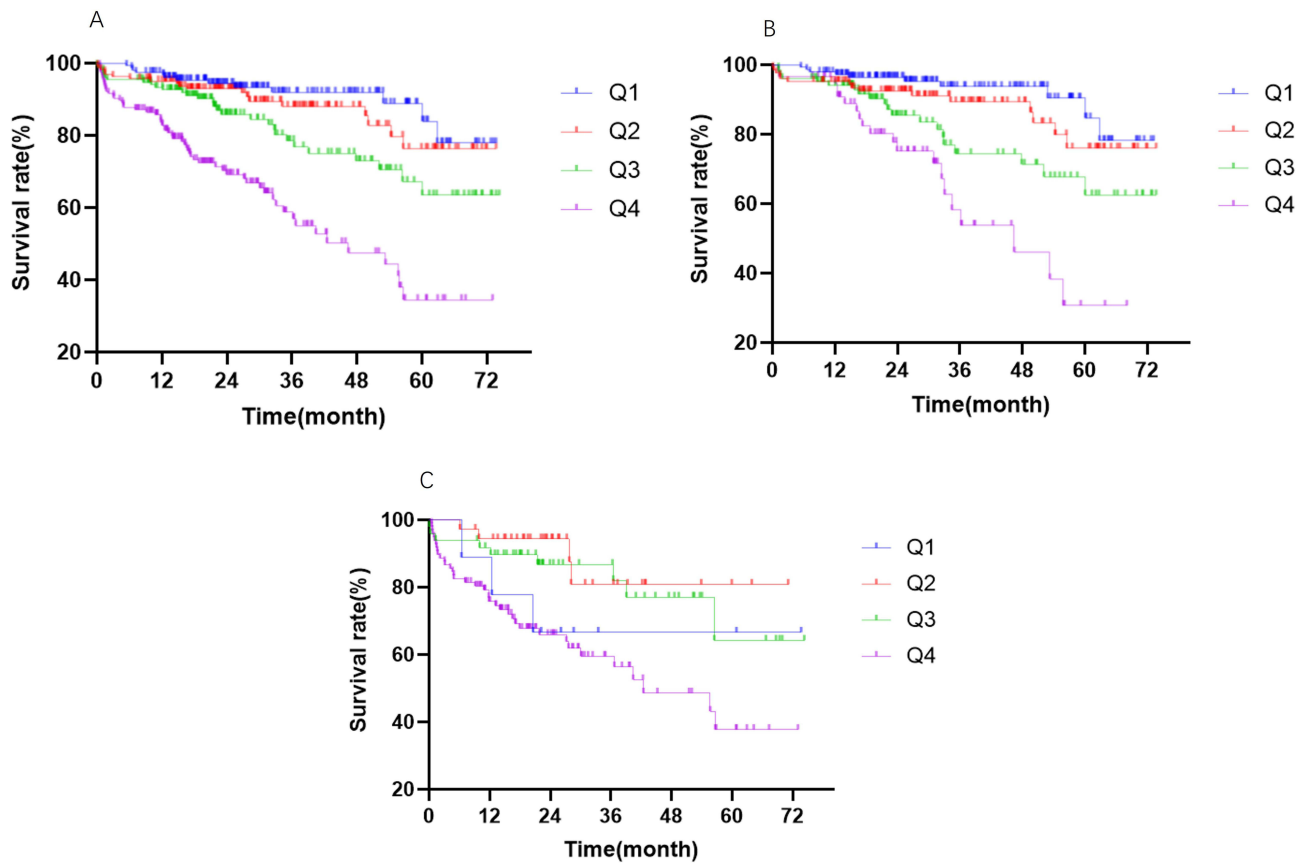 A
100
80
60
40
20
0 12 24 36 48 60 72
Survival rate(%)
Time(month)
Q1
Q2
Q3
Q4
B
100
80
60
40
20
0 12 24 36 48 60 72
Survival rate(%)
Time(month)
Q1
Q2
Q3
Q4
C
100
80
60
40
20
0 12 24 36 48 60 72
Survival rate(%)
Time(month)
Q1
Q2
Q3
Q4